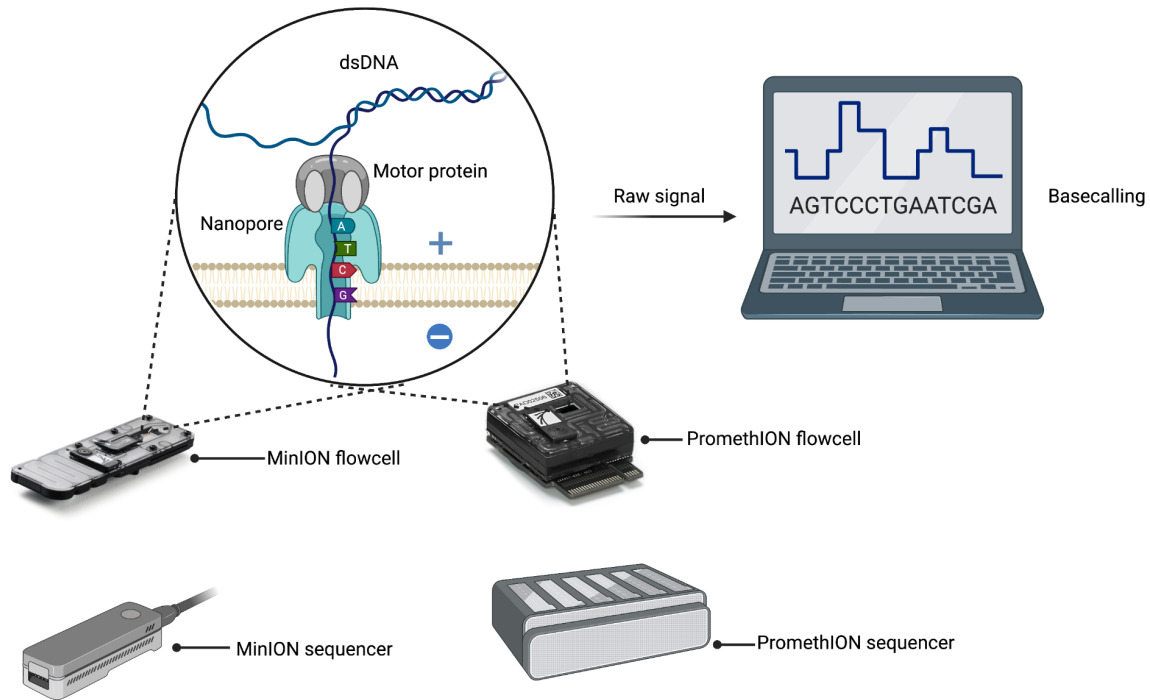 dsDNA
Motor protein
Nanopore
A
T
C
G
+
−
Raw signal
AGTCCCTGAATCGA
Basecalling
MinION flowcell
PromethION flowcell
MinION sequencer
PromethION sequencer